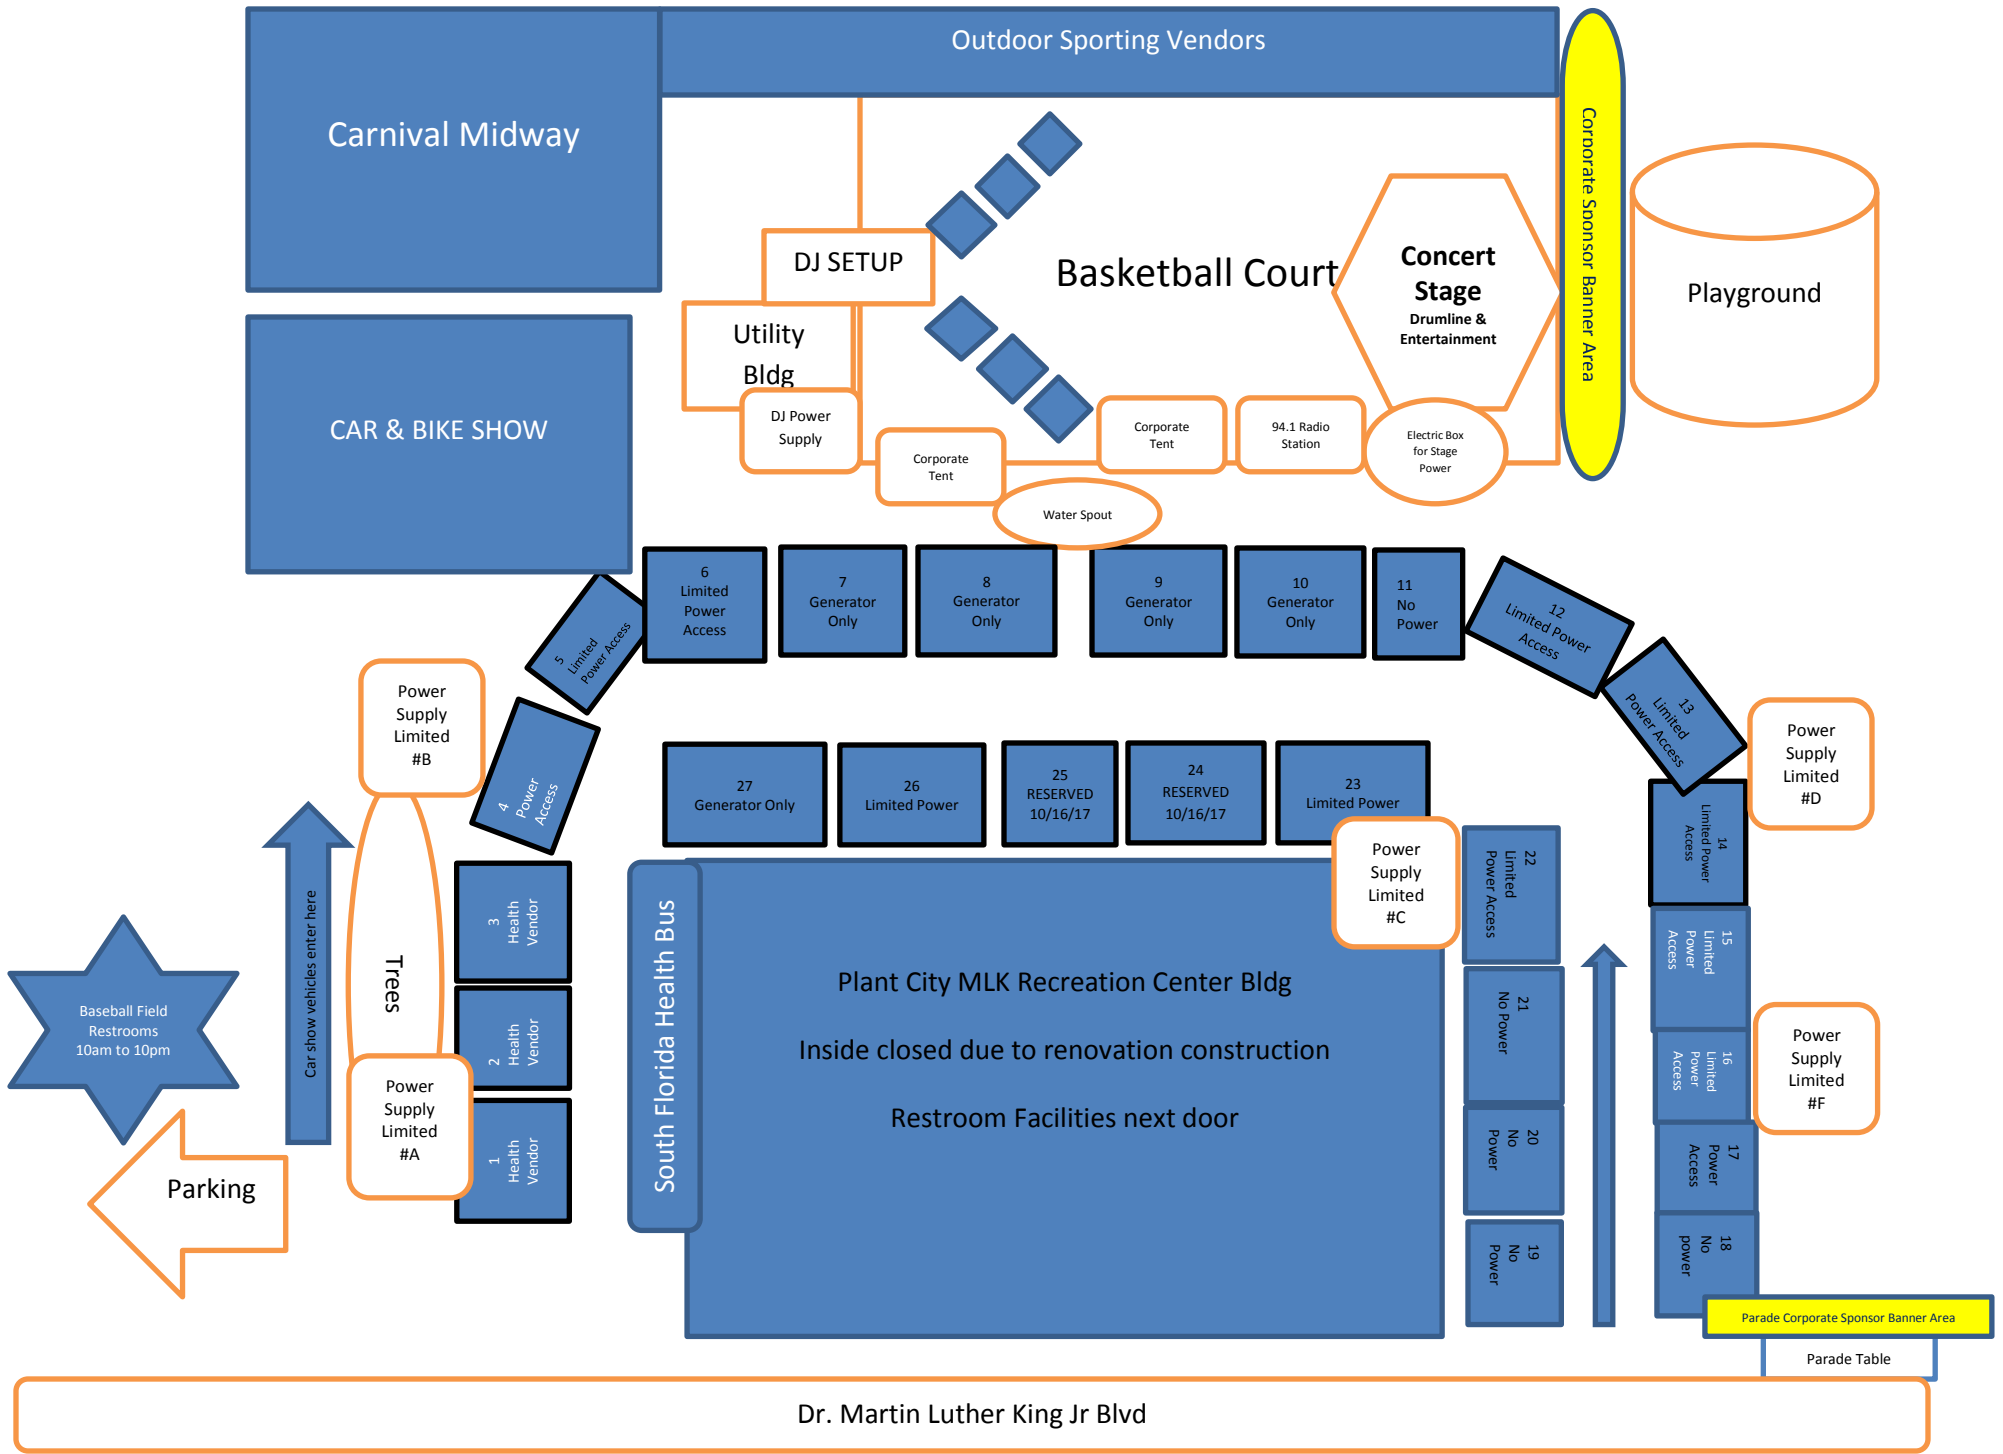 Outdoor Sporting Vendors
Carnival Midway
Corporate Sponsor Banner Area
DJ SETUP
Basketball Court
Concert
Stage
Drumline &
Entertainment
Playground
Utility
Bldg
CAR & BIKE SHOW
DJ Power
Supply
Corporate
Tent
Corporate
Tent
94.1 Radio
Station
Electric Box
for Stage
Power
Water Spout
5
Limited
Power Access
6
Limited
Power
Access
7
Generator
Only
8
Generator
Only
9
Generator
Only
10
Generator
Only
11
No
Power
12
Limited Power
Access
13
Limited
Power Access
Power
Supply
Limited
#B
4
Power
Access
27
Generator Only
26
Limited Power
25
RESERVED
10/16/17
24
RESERVED
10/16/17
23
Limited Power
Power
Supply
Limited
#D
14
Limited Power
Access
Power
Supply
Limited
#C
22
Limited
Power Access
Car show vehicles enter here
Trees
3
Health
Vendor
South Florida Health Bus
Plant City MLK Recreation Center Bldg
Inside closed due to renovation construction
Restroom Facilities next door
15
Limited
Power
Access
21
No Power
Baseball Field
Restrooms
10am to 10pm
2
Health
Vendor
16
Limited
Power
Access
Power
Supply
Limited
#F
Power
Supply
Limited
#A
1
Health
Vendor
20
No
Power
17
Power
Access
Parking
19
No
Power
18
No
power
Parade Corporate Sponsor Banner Area
Parade Table
Dr. Martin Luther King Jr Blvd